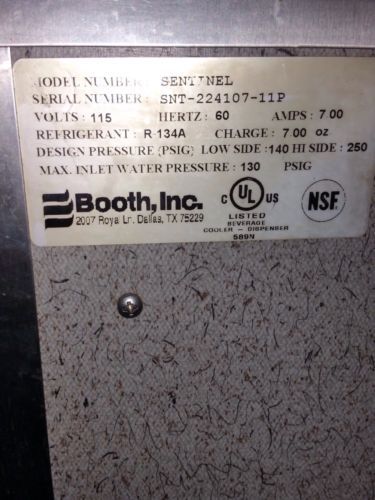 MODEL NUMBER : SENTINEL
SERIAL NUMBER : SNT-224107-11P
VOLTS : 115 HERTZ : 60 AMPS : 7.00
REFRIGERANT : R-134A CHARGE : 7.00 oz
DESIGN PRESSURE (PSIG) LOW SIDE : 140 HI SIDE : 250
MAX. INLET WATER PRESSURE : 130 PSIG
Booth, Inc.
2007 Royal Ln. Dallas, TX 75229
C UL US
LISTED
BEVERAGE
COOLER - DISPENSER
589N
NSF